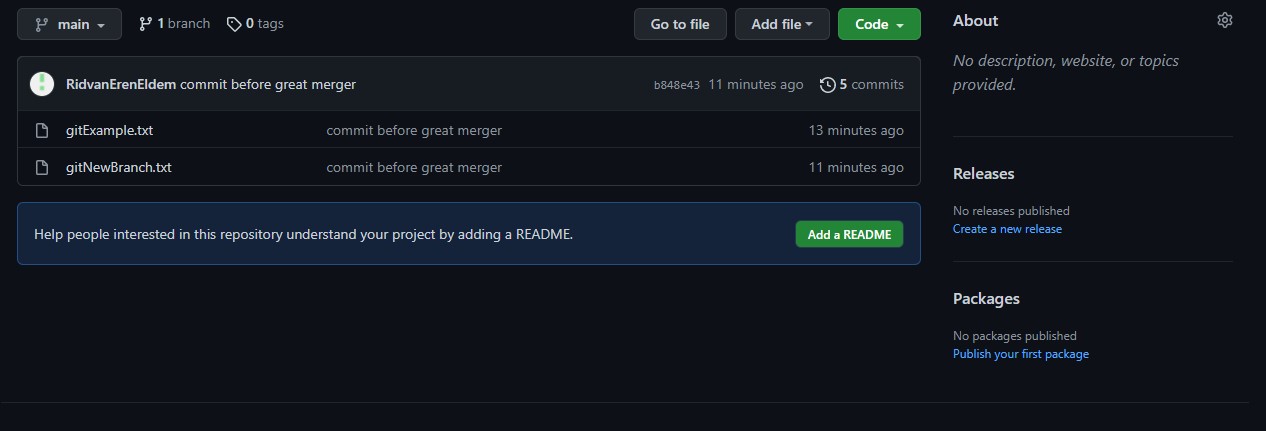 main 1 branch 0 tags Go to file Add file Code
RidvanErenEldem commit before great merger b848e43 11 minutes ago 5 commits
gitExample.txt commit before great merger 13 minutes ago
gitNewBranch.txt commit before great merger 11 minutes ago
Help people interested in this repository understand your project by adding a README. Add a README
About
No description, website, or topics
provided.
Releases
No releases published
Create a new release
Packages
No packages published
Publish your first package